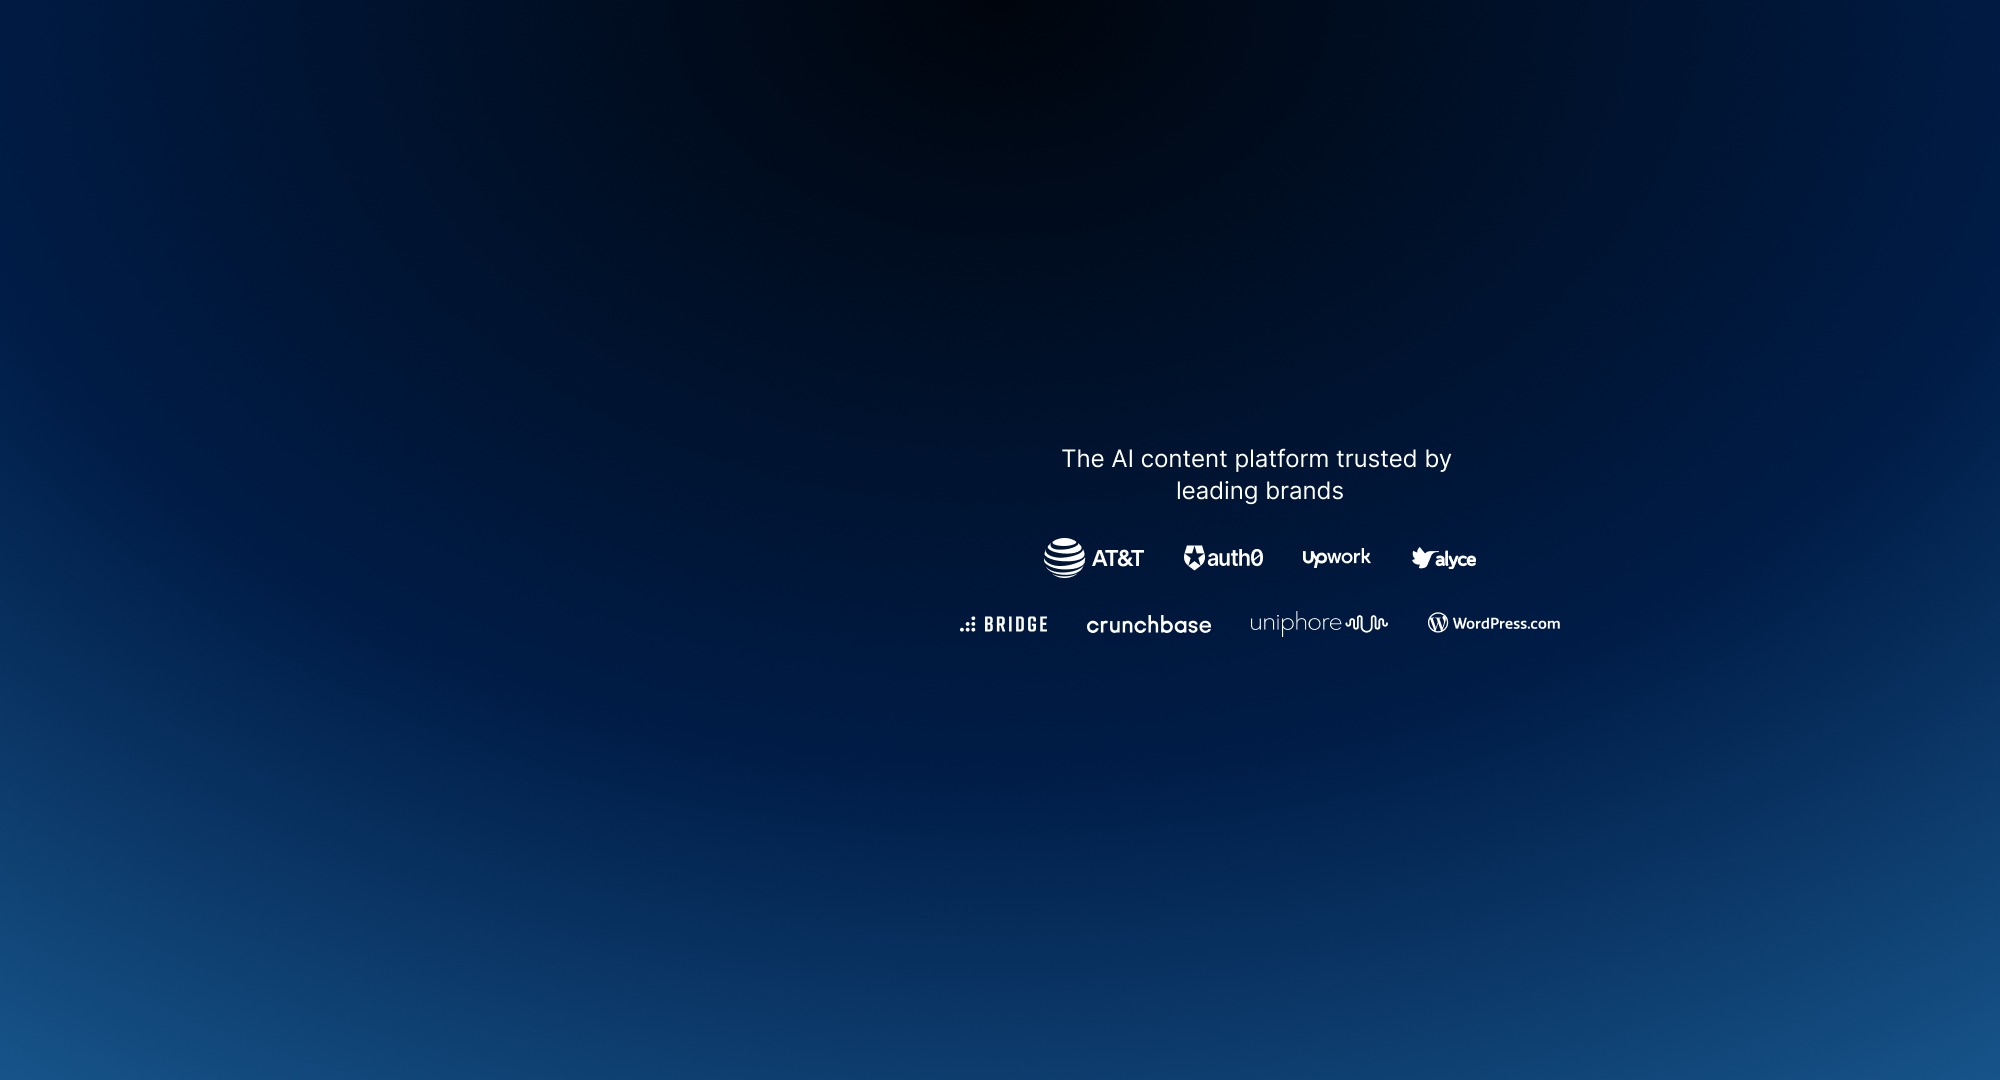 The AI content platform trusted by
leading brands
AT&T auth0 upwork alyce
BRIDGE crunchbase uniphore WordPress.com